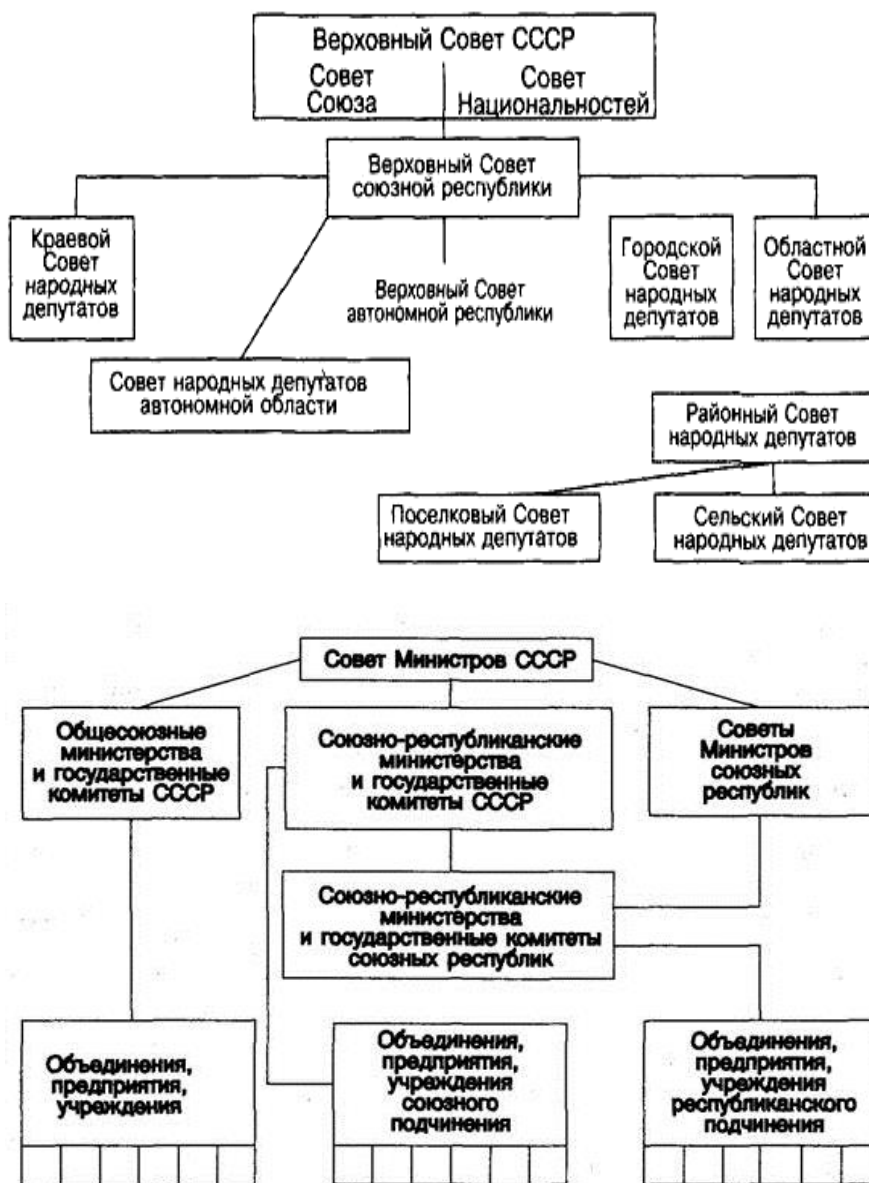 Верховный Совет СССР
Совет
Союза
Совет
Национальностей
Верховный Совет
союзной республики
Краевой
Совет
народных
депутатов
Верховный Совет
автономной республики
Городской
Совет
народных
депутатов
Областной
Совет
народных
депутатов
Совет народных депутатов
автономной области
Районный Совет
народных депутатов
Поселковый Совет
народных депутатов
Сельский Совет
народных депутатов
Совет Министров СССР
Общесоюзные
министерства
и государственные
комитеты СССР
Союзно-республиканские
министерства
и государственные
комитеты СССР
Советы
Министров
союзных
республик
Союзно-республиканские
министерства
и государственные комитеты
союзных республик
Объединения,
предприятия,
учреждения
Объединения,
предприятия,
учреждения
союзного
подчинения
Объединения,
предприятия,
учреждения
республиканского
подчинения